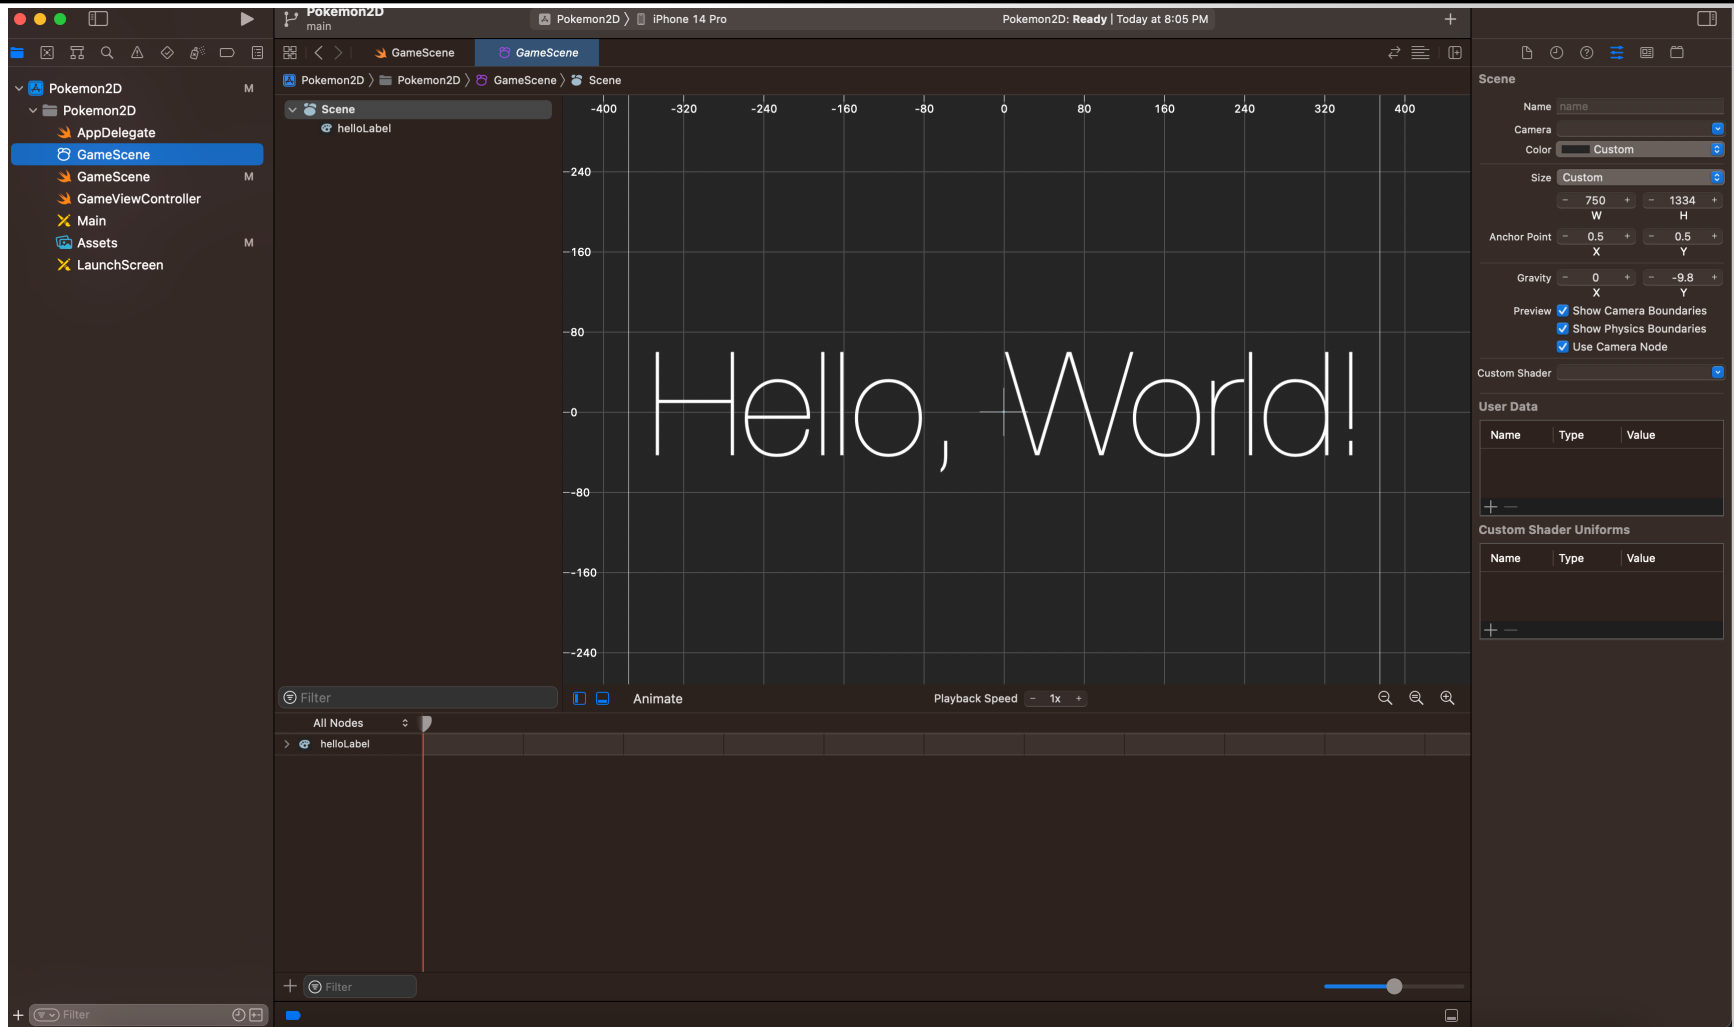 Pokemon2D
main
Pokemon2D
iPhone 14 Pro
Pokemon2D: Ready | Today at 8:05 PM
GameScene
GameScene
Pokemon2D
Pokemon2D
GameScene
Scene
Pokemon2D M
Pokemon2D
AppDelegate
GameScene
GameScene M
GameViewController
Main
Assets M
LaunchScreen
Filter
Scene
helloLabel
Filter
-400 -320 -240 -160 -80 0 80 160 240 320 400
240
160
80
0
-80
-160
-240
Hello, World!
Animate
Playback Speed - 1x +
All Nodes
helloLabel
Filter
Scene
Name name
Camera
Color Custom
Size Custom
- 750 + - 1334 +
W H
Anchor Point - 0.5 + - 0.5 +
X Y
Gravity - 0 + - -9.8 +
X Y
Preview Show Camera Boundaries
Show Physics Boundaries
Use Camera Node
Custom Shader
User Data
Name Type Value
Custom Shader Uniforms
Name Type Value